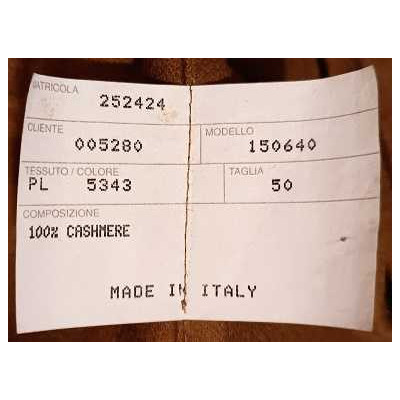 MATRICOLA
252424
CLIENTE
005280
MODELLO
150640
TESSUTO / COLORE
PL 5343
TAGLIA
50
COMPOSIZIONE
100% CASHMERE
MADE IN ITALY